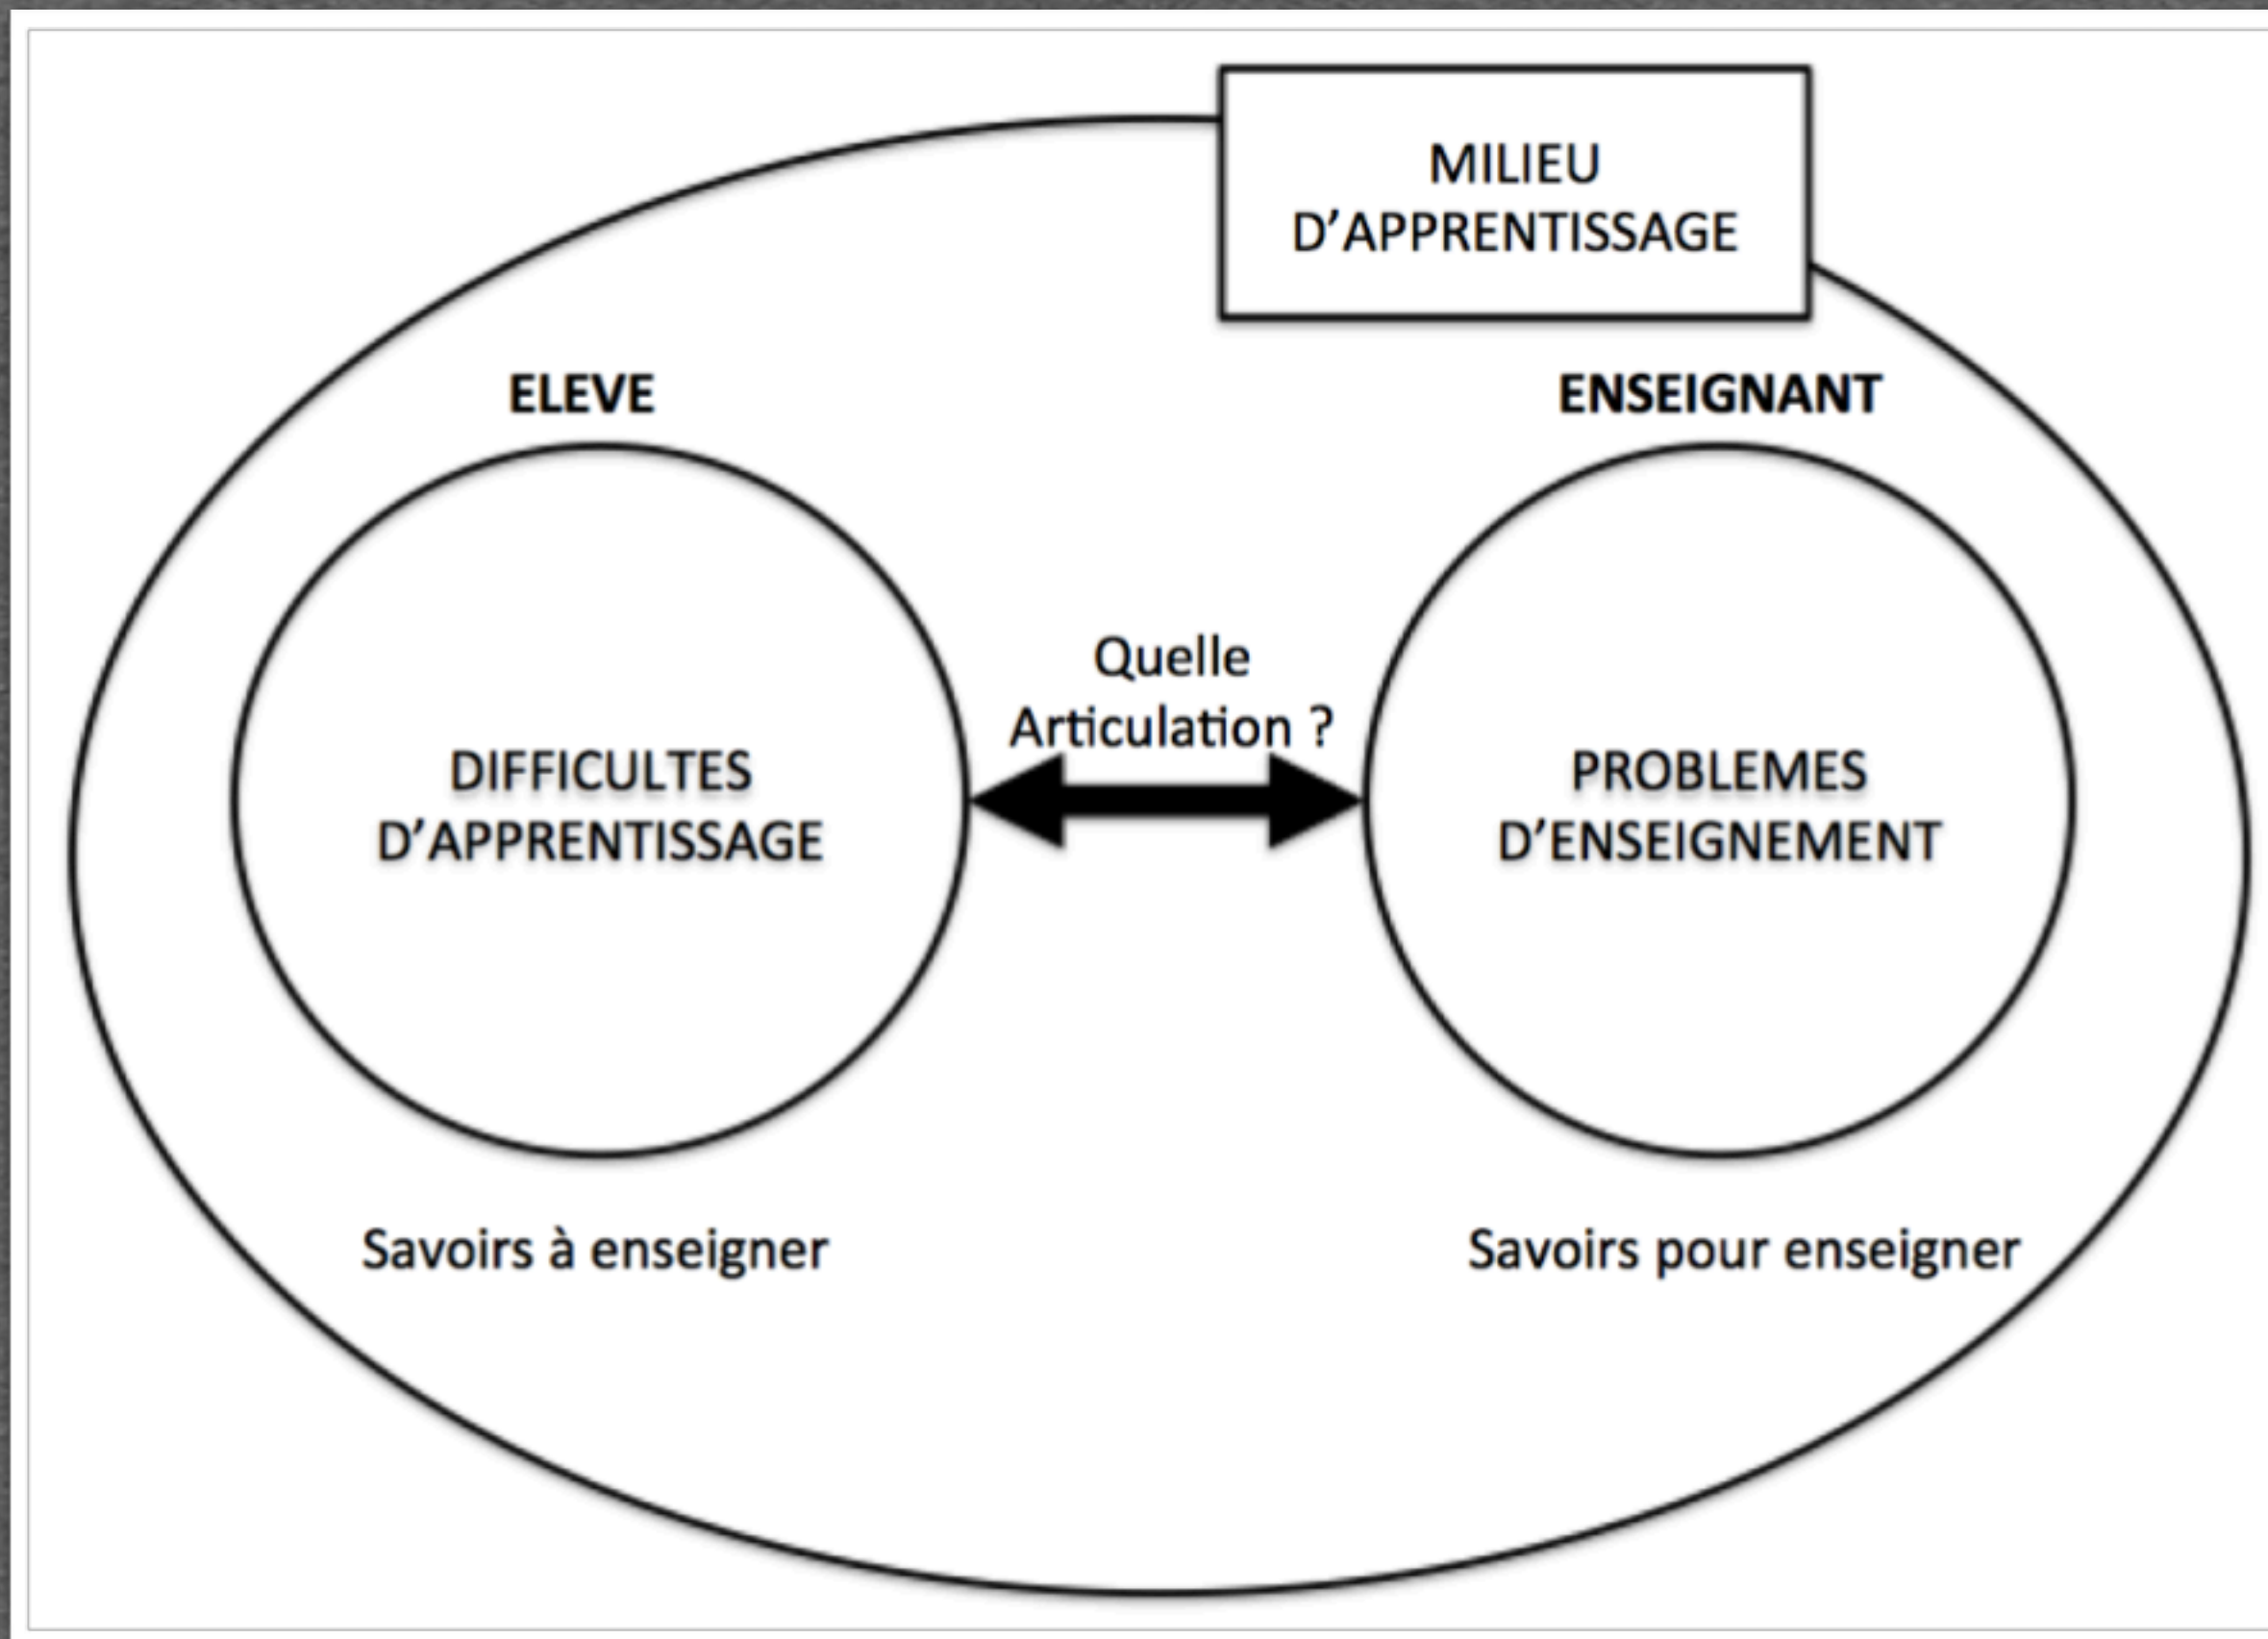 MILIEU
D'APPRENTISSAGE
ELEVE
ENSEIGNANT
Quelle
Articulation ?
DIFFICULTES
D'APPRENTISSAGE
PROBLEMES
D'ENSEIGNEMENT
Savoirs à enseigner
Savoirs pour enseigner